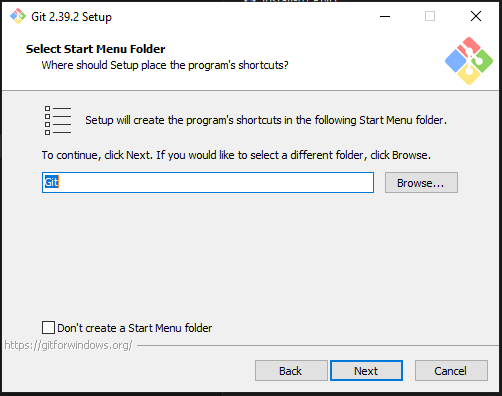 Git 2.39.2 Setup
Select Start Menu Folder
Where should Setup place the program's shortcuts?
Setup will create the program's shortcuts in the following Start Menu folder.
To continue, click Next. If you would like to select a different folder, click Browse.
Git
Browse...
Don't create a Start Menu folder
https://gitforwindows.org/
Back
Next
Cancel